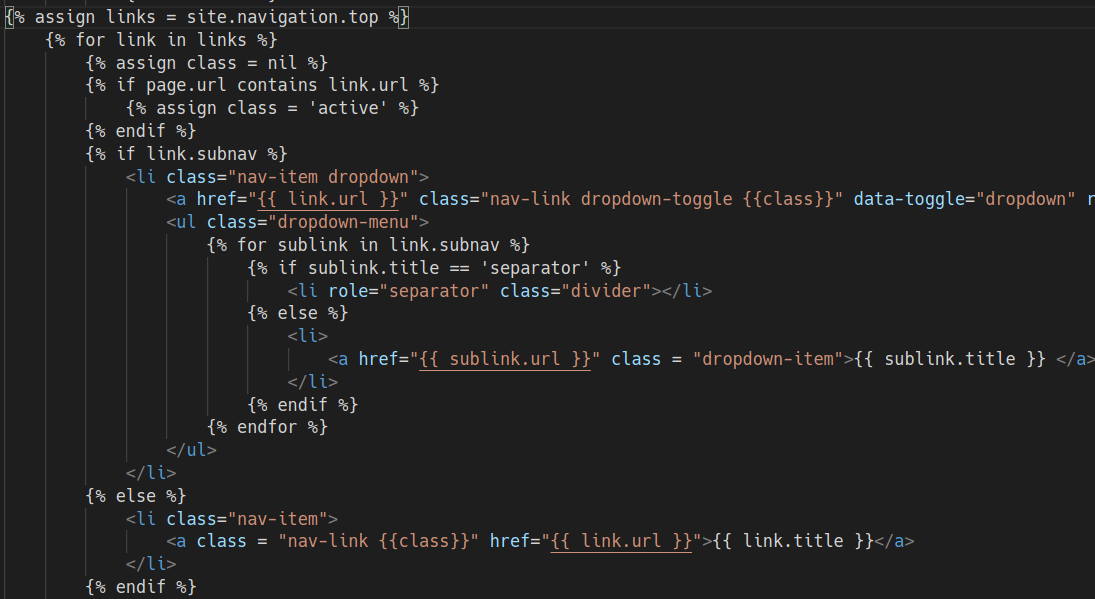 {% assign links = site.navigation.top %}
{% for link in links %}
{% assign class = nil %}
{% if page.url contains link.url %}
{% assign class = 'active' %}
{% endif %}
{% if link.subnav %}
<li class="nav-item dropdown">
<a href="{{ link.url }}" class="nav-link dropdown-toggle {{class}}" data-toggle="dropdown" r
<ul class="dropdown-menu">
{% for sublink in link.subnav %}
{% if sublink.title == 'separator' %}
<li role="separator" class="divider"></li>
{% else %}
<li>
<a href="{{ sublink.url }}" class = "dropdown-item">{{ sublink.title }} </a>
</li>
{% endif %}
{% endfor %}
</ul>
</li>
{% else %}
<li class="nav-item">
<a class = "nav-link {{class}}" href="{{ link.url }}">{{ link.title }}</a>
</li>
{% endif %}